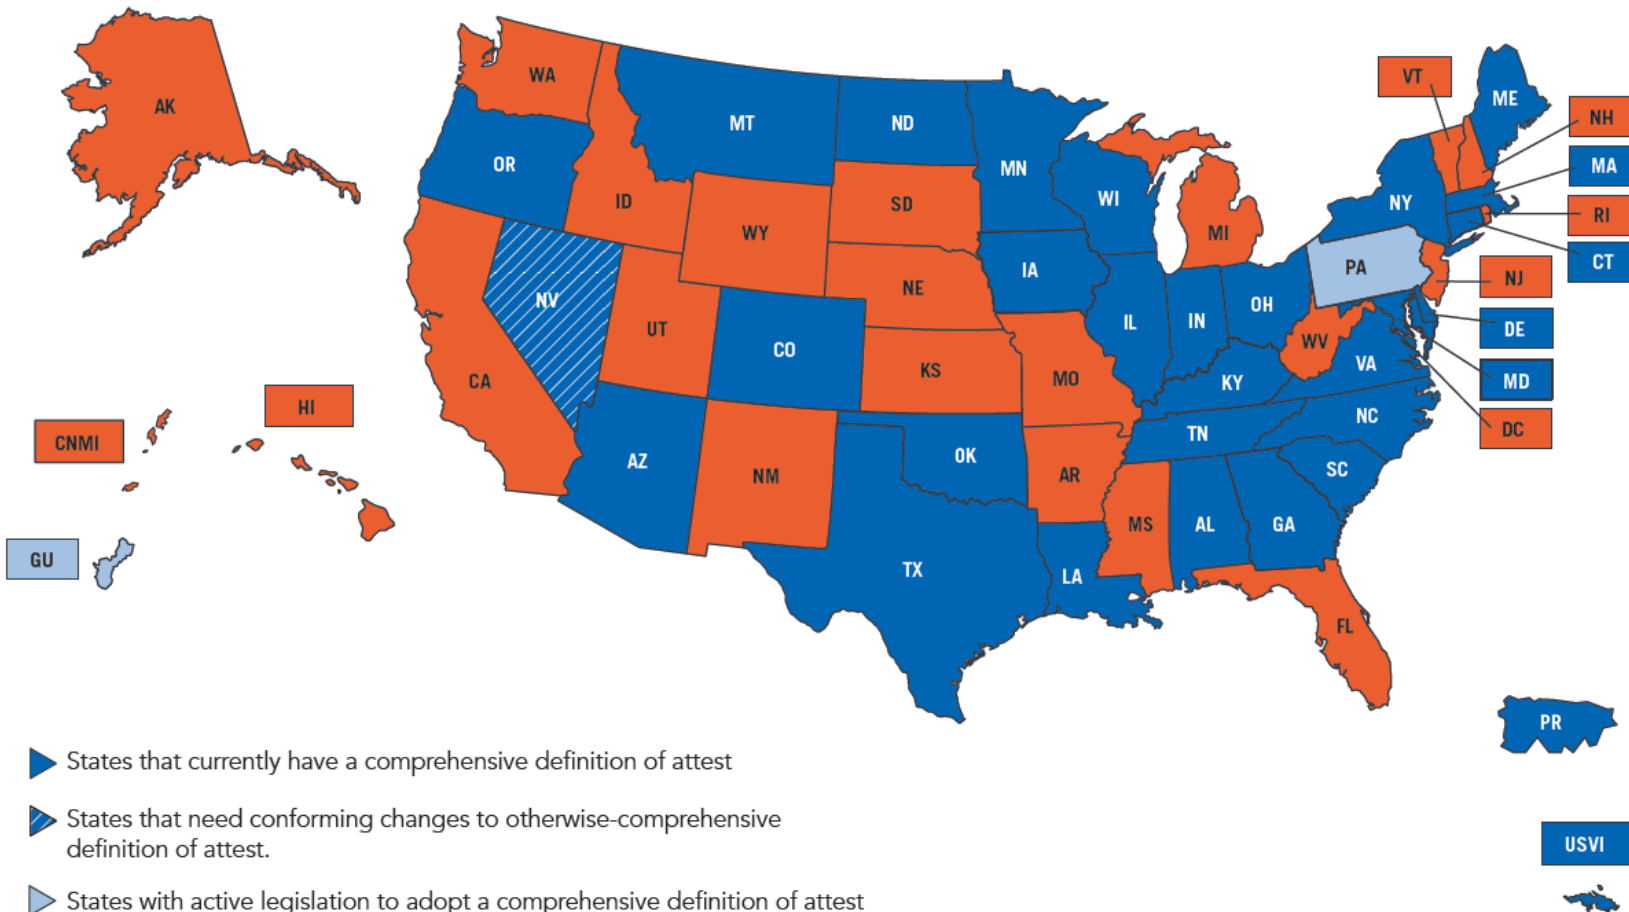 WA
VT
ME
AK
MT
ND
NH
OR
MN
MA
WI
ID
SD
NY
RI
WY
MI
CT
IA
PA
NJ
NE
NV
OH
IL
IN
DE
UT
CO
WV
VA
CA
KS
MO
KY
MD
HI
NC
DC
CNMI
TN
AZ
OK
SC
NM
AR
MS
AL
GA
GU
TX
LA
FL
PR
States that currently have a comprehensive definition of attest
States that need conforming changes to otherwise-comprehensive
definition of attest.
USVI
States with active legislation to adopt a comprehensive definition of attest